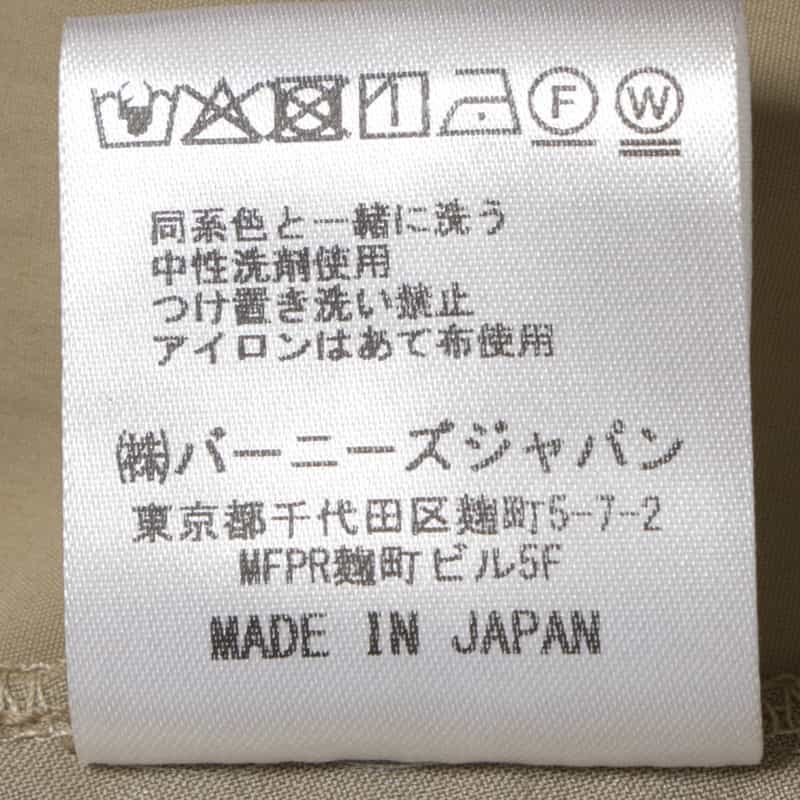 F W
同系色と一緒に洗う
中性洗剤使用
つけ置き洗い禁止
アイロンはあて布使用
㈱バーニーズジャパン
東京都千代田区麹町5-7-2
MFPR麹町ビル5F
MADE IN JAPAN